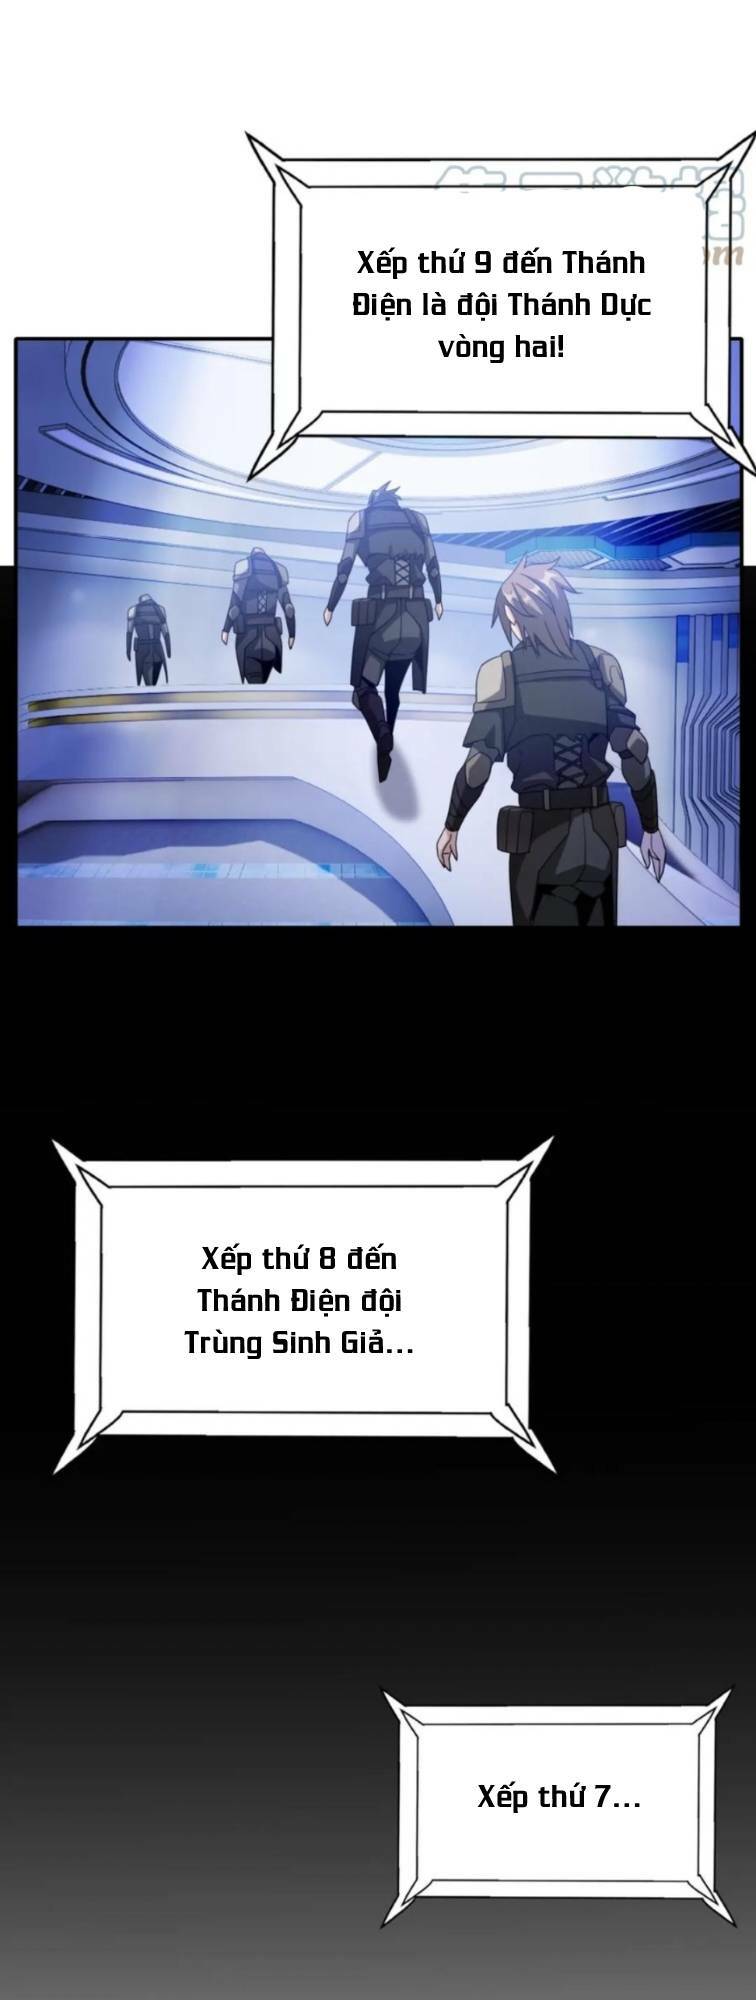 om
Xếp thứ 9 đến Thánh
Điện là đội Thánh Dực
vòng hai!
Xếp thứ 8 đến
Thánh Điện đội
Trùng Sinh Giả...
Xếp thứ 7...